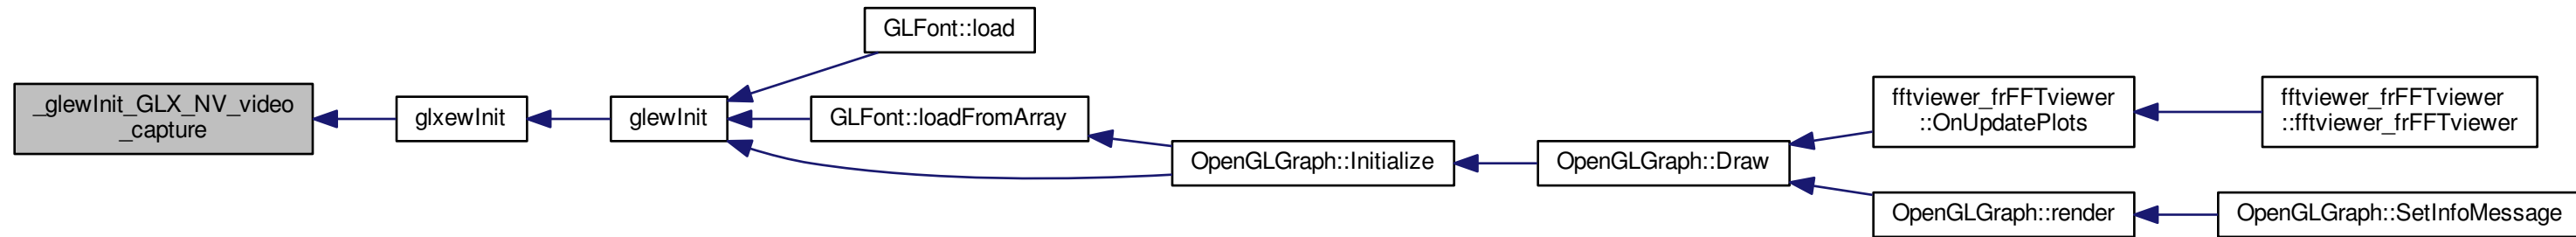 _glewInit_GLX_NV_video
_capture
glxewInit
glewInit
GLFont::load
GLFont::loadFromArray
OpenGLGraph::Initialize
OpenGLGraph::Draw
fftviewer_frFFTviewer
::OnUpdatePlots
fftviewer_frFFTviewer
::fftviewer_frFFTviewer
OpenGLGraph::render
OpenGLGraph::SetInfoMessage